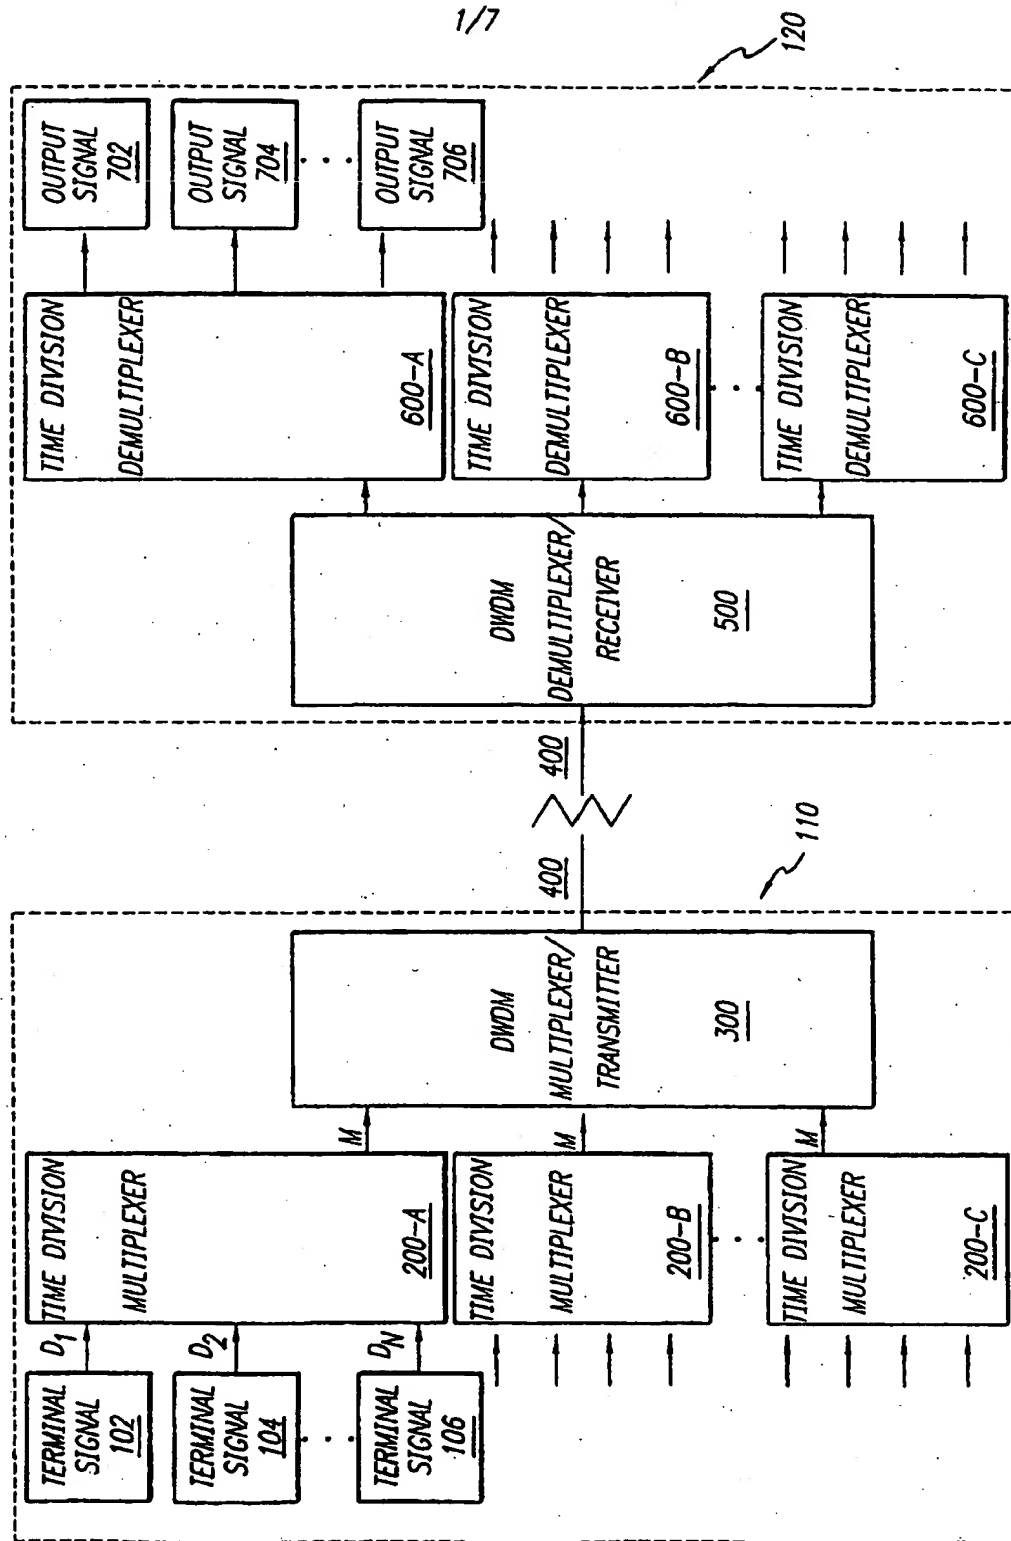 1/7
120
OUTPUT
SIGNAL
702
OUTPUT
SIGNAL
704
OUTPUT
SIGNAL
706
TIME DIVISION
DEMULTIPLEXER
600-A
TIME DIVISION
DEMULTIPLEXER
600-B
TIME DIVISION
DEMULTIPLEXER
600-C
DWDM
DEMULTIPLEXER/
RECEIVER
500
400
400
110
DWDM
MULTIPLEXER/
TRANSMITTER
300
M
M
M
TIME DIVISION
MULTIPLEXER
200-A
TIME DIVISION
MULTIPLEXER
200-B
TIME DIVISION
MULTIPLEXER
200-C
D1
D2
DN
TERMINAL
SIGNAL
102
TERMINAL
SIGNAL
104
TERMINAL
SIGNAL
106